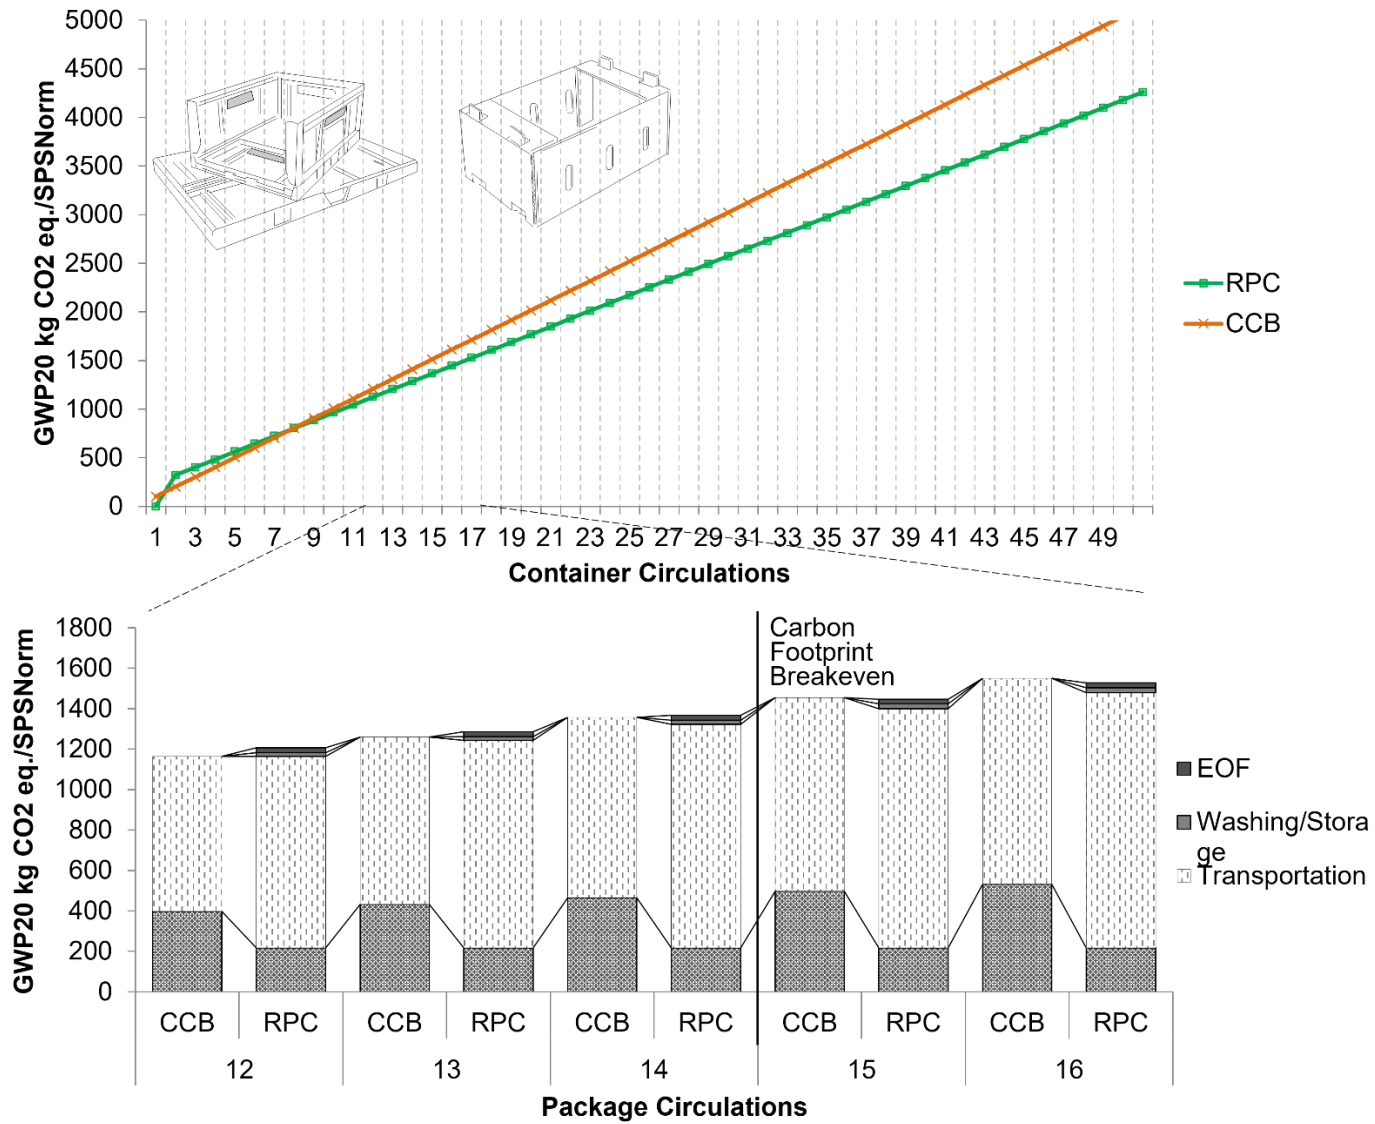 5000
4500
4000
3500
3000
2500
2000
1500
1000
500
0
GWP20 kg CO2 eq./SPSNorm
1 3 5 7 9 11 13 15 17 19 21 23 25 27 29 31 33 35 37 39 41 43 45 47 49
Container Circulations
RPC
CCB
1800
1600
1400
1200
1000
800
600
400
200
0
GWP20 kg CO2 eq./SPSNorm
Carbon
Footprint
Breakeven
EOF
Washing/Stora
ge
Transportation
CCB RPC CCB RPC CCB RPC CCB RPC CCB RPC
12 13 14 15 16
Package Circulations